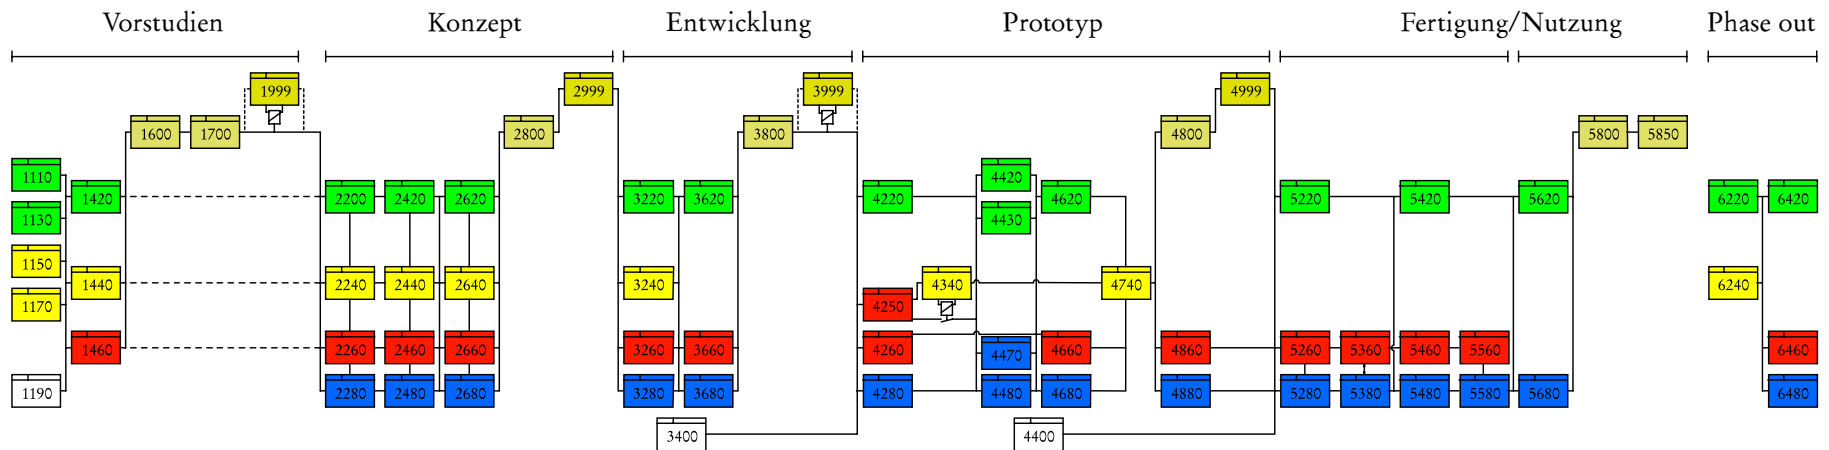 Vorstudien Konzept Entwicklung Prototyp Fertigung/Nutzung Phase out
1999 2999 3999 4999
1600 1700 2800 3800 4800 5800 5850
1110 4420
1420 2200 2420 2620 3220 3620 4220 4620 5220 5420 5620 6220 6420
1130 4430
1150
1440 2240 2440 2640 3240 4340 4740 6240
1170 4250
1460 2260 2460 2660 3260 3660 4260 4660 4860 5260 5360 5460 5560 6460
4470
1190 2280 2480 2680 3280 3680 4280 4480 4680 4880 5280 5380 5480 5580 5680 6480
3400 4400